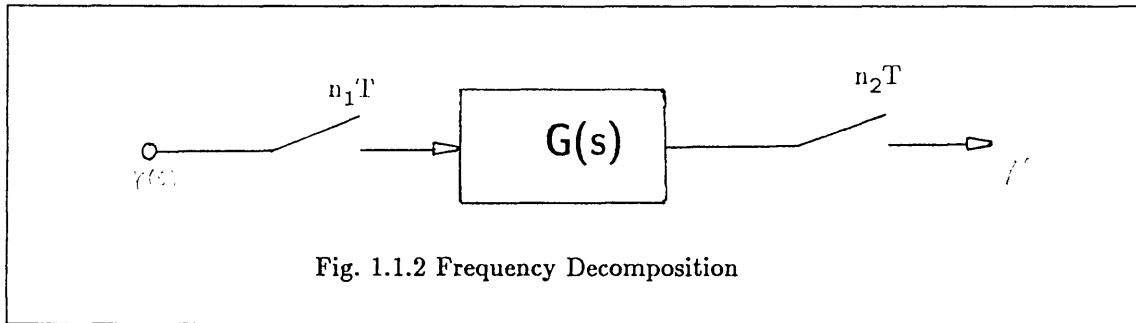 n₁T
n₂T
G(s)
Fig. 1.1.2 Frequency Decomposition